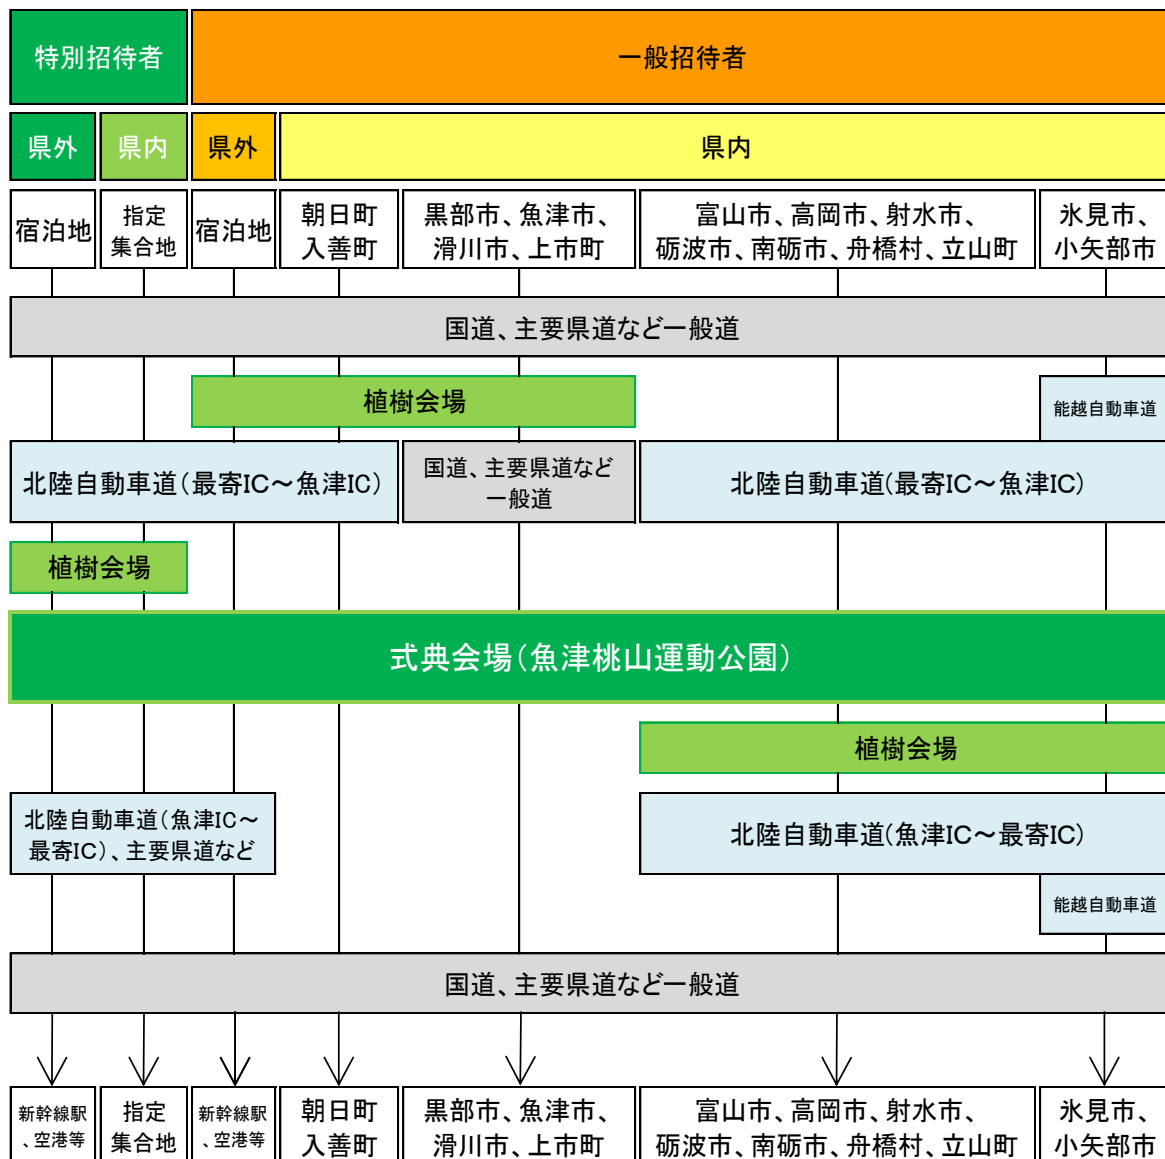 特別招待者
一般招待者
県外
県内
県外
県内
宿泊地
指定
集合地
宿泊地
朝日町
入善町
黒部市、魚津市、
滑川市、上市町
富山市、高岡市、射水市、
砺波市、南砺市、舟橋村、立山町
氷見市、
小矢部市
国道、主要県道など一般道
植樹会場
能越自動車道
北陸自動車道(最寄IC～魚津IC)
国道、主要県道など
一般道
北陸自動車道(最寄IC～魚津IC)
植樹会場
式典会場(魚津桃山運動公園)
植樹会場
北陸自動車道(魚津IC～
最寄IC)、主要県道など
北陸自動車道(魚津IC～最寄IC)
能越自動車道
国道、主要県道など一般道
新幹線駅
、空港等
指定
集合地
新幹線駅
、空港等
朝日町
入善町
黒部市、魚津市、
滑川市、上市町
富山市、高岡市、射水市、
砺波市、南砺市、舟橋村、立山町
氷見市、
小矢部市